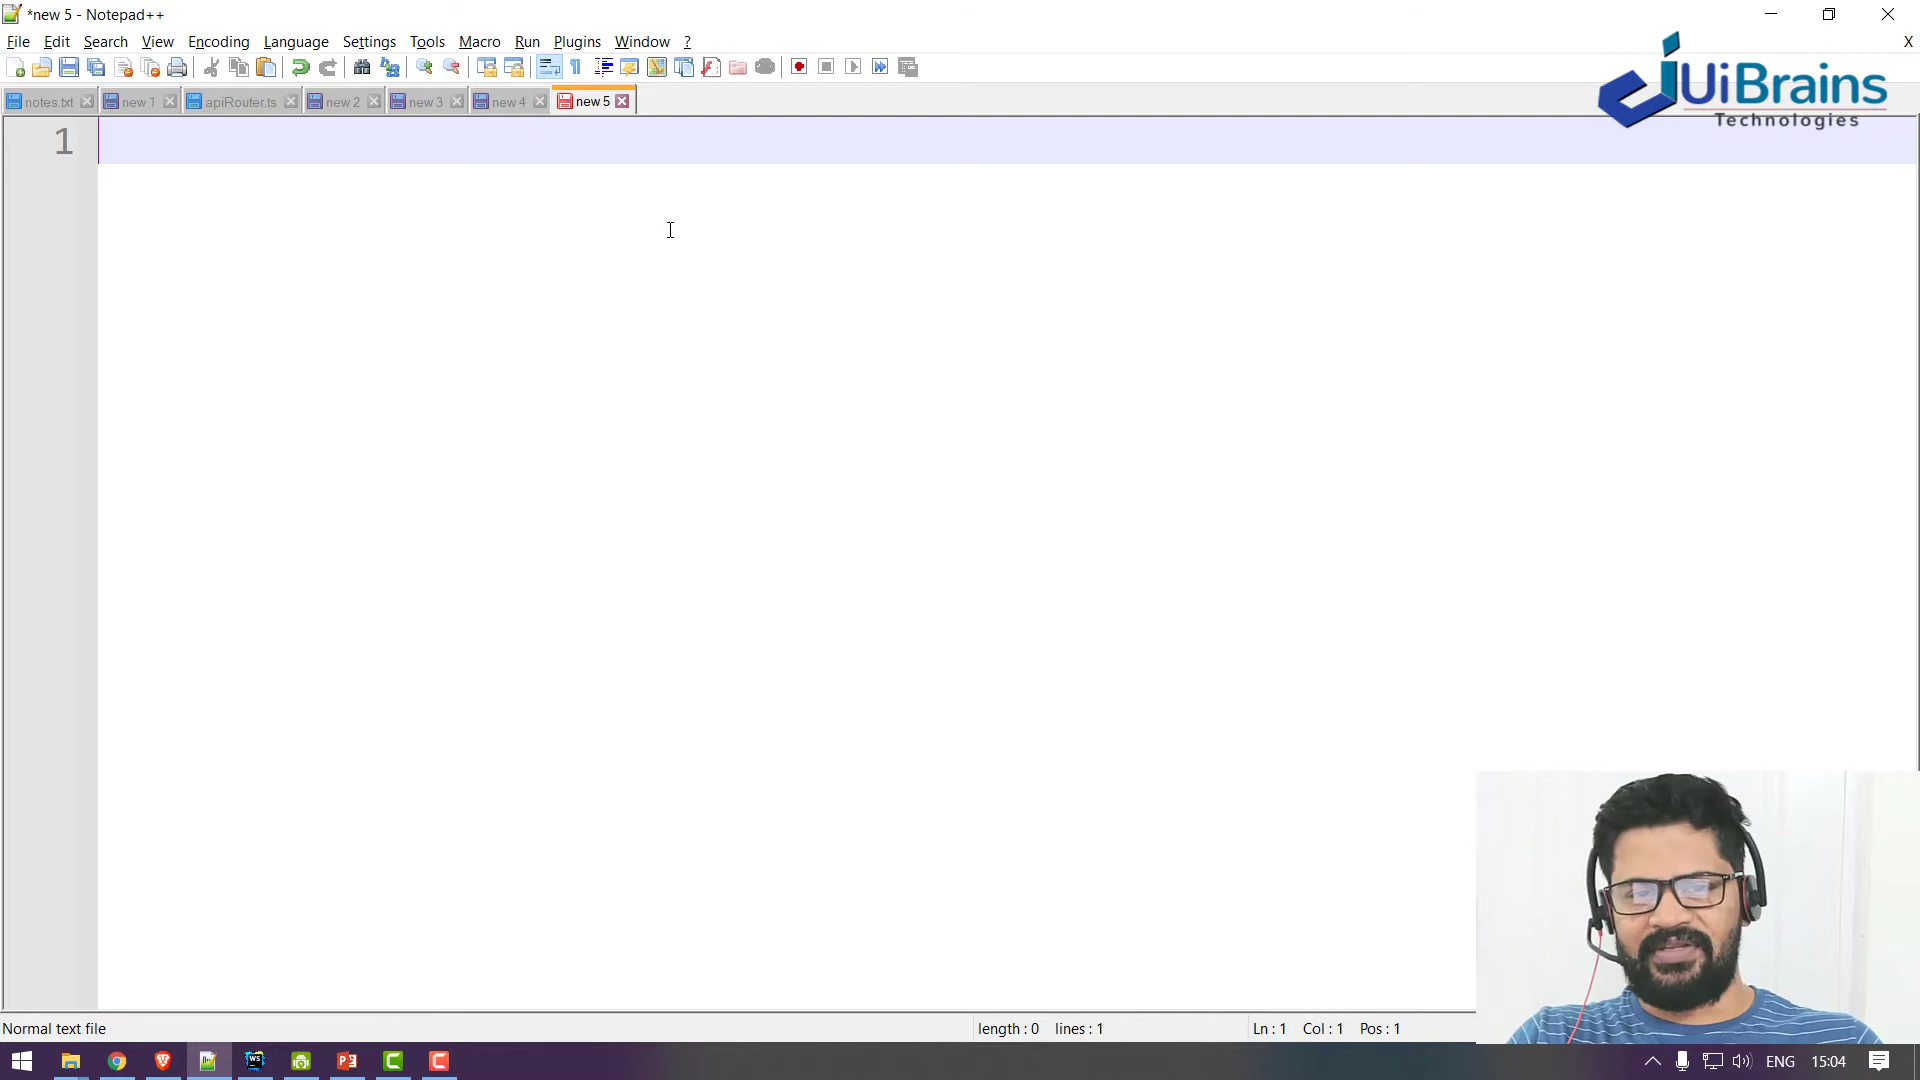 *new 5 - Notepad++
File Edit Search View Encoding Language Settings Tools Macro Run Plugins Window ? X
UiBrains
Technologies
notes.txt new 1 apiRouter.ts new 2 new 3 new 4 new 5
1
Normal text file length : 0 lines : 1 Ln : 1 Col : 1 Pos : 1
WS
ENG 15:04